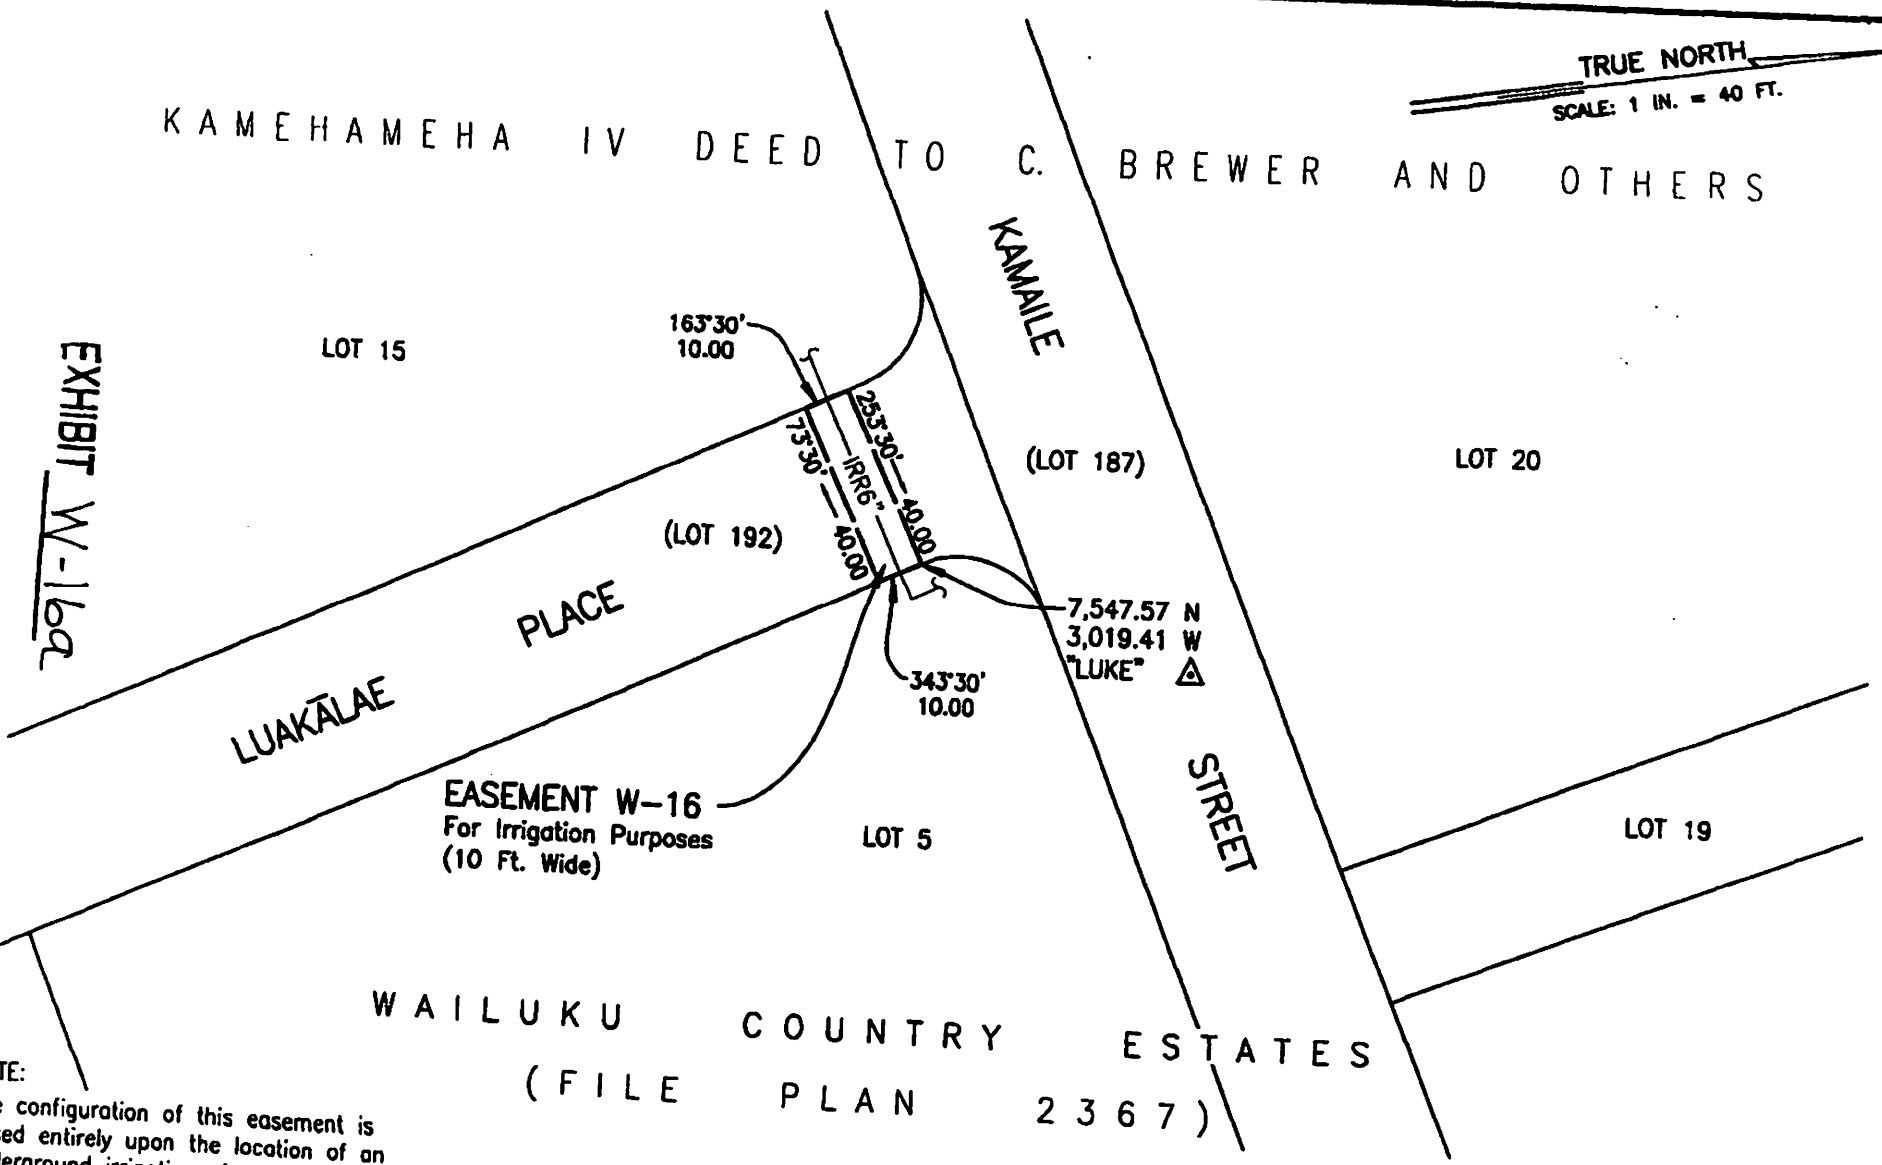 TRUE NORTH
SCALE: 1 IN. = 40 FT.
KAMEHAMEHA IV DEED TO C. BREWER AND OTHERS
KAMAILE
163°30'
10.00
LOT 15
EXHIBIT W-16a
253°30' 40.00
73°30' 40.00
IRR6"
(LOT 187)
LOT 20
(LOT 192)
PLACE
7,547.57 N
3,019.41 W
"LUKE"
343°30'
10.00
LUAKĀLAE
STREET
EASEMENT W-16
For Irrigation Purposes
(10 Ft. Wide)
LOT 5
LOT 19
WAILUKU COUNTRY ESTATES
(FILE PLAN 2367)
TE:
configuration of this easement is
ed entirely upon the location of an